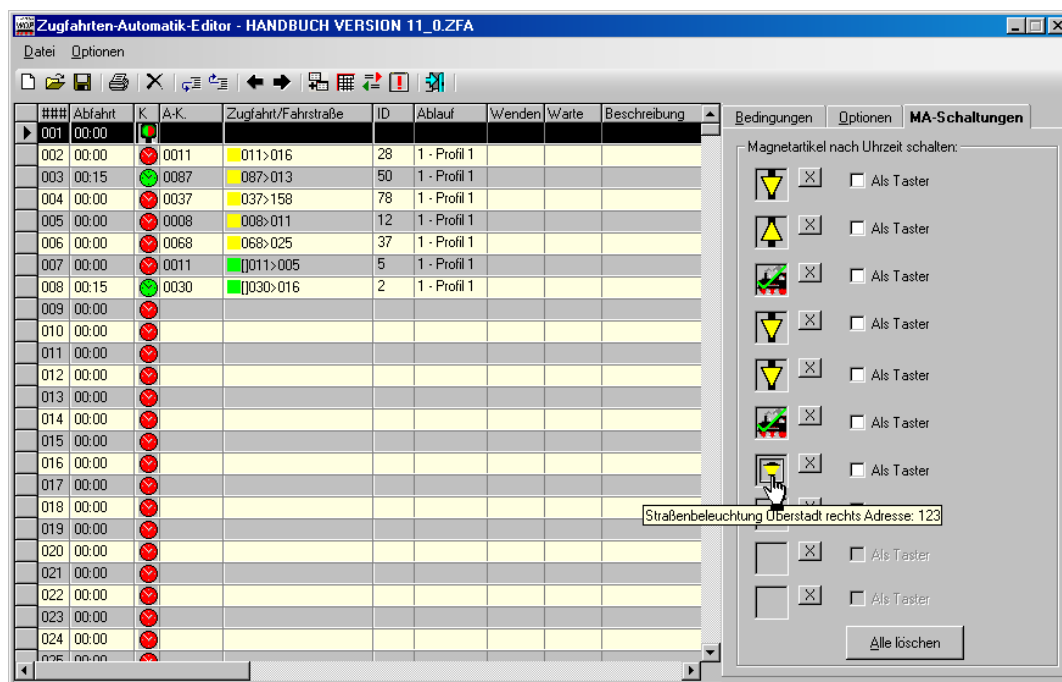 Zugfahrten-Automatik-Editor - HANDBUCH VERSION 11_0.ZFA
Datei Optionen
### Abfahrt K A-K. Zugfahrt/Fahrstraße ID Ablauf Wenden Warte Beschreibung
001 00:00
002 00:00 0011 011>016 28 1 - Profil 1
003 00:15 0087 087>013 50 1 - Profil 1
004 00:00 0037 037>158 78 1 - Profil 1
005 00:00 0008 008>011 12 1 - Profil 1
006 00:00 0068 068>025 37 1 - Profil 1
007 00:00 0011 []011>005 5 1 - Profil 1
008 00:15 0030 []030>016 2 1 - Profil 1
009 00:00
010 00:00
011 00:00
012 00:00
013 00:00
014 00:00
015 00:00
016 00:00
017 00:00
018 00:00
019 00:00
020 00:00
021 00:00
022 00:00
023 00:00
024 00:00
025 00:00
Bedingungen Optionen MA-Schaltungen
Magnetartikel nach Uhrzeit schalten:
X Als Taster
X Als Taster
X Als Taster
X Als Taster
X Als Taster
X Als Taster
X Als Taster
Straßenbeleuchtung Oberstadt rechts Adresse: 123
X Als Taster
X Als Taster
Alle löschen